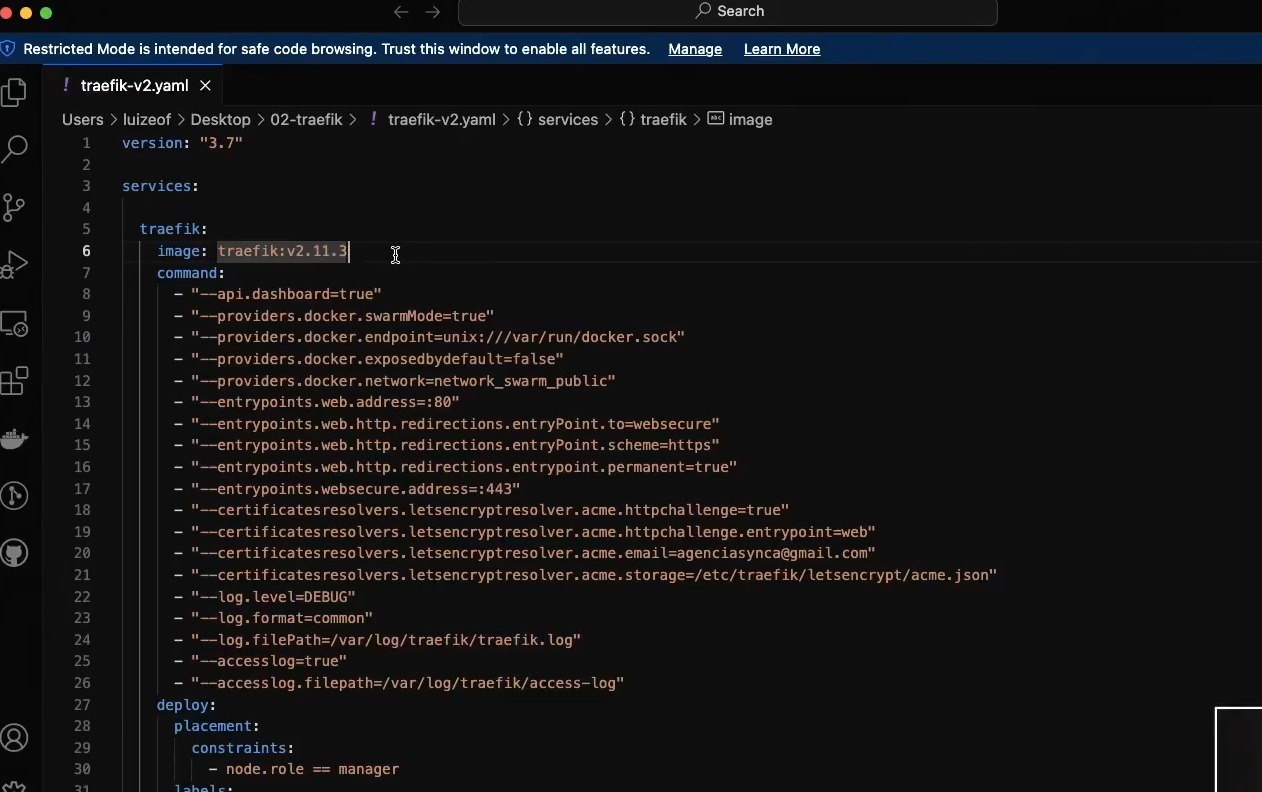 Search
Restricted Mode is intended for safe code browsing. Trust this window to enable all features. Manage Learn More
! traefik-v2.yaml ×
Users > luizeof > Desktop > 02-traefik > ! traefik-v2.yaml > {} services > {} traefik > abc image
1 version: "3.7"
2
3 services:
4
5 traefik:
6 image: traefik:v2.11.3
7 command:
8 - "--api.dashboard=true"
9 - "--providers.docker.swarmMode=true"
10 - "--providers.docker.endpoint=unix:///var/run/docker.sock"
11 - "--providers.docker.exposedbydefault=false"
12 - "--providers.docker.network=network_swarm_public"
13 - "--entrypoints.web.address=:80"
14 - "--entrypoints.web.http.redirections.entryPoint.to=websecure"
15 - "--entrypoints.web.http.redirections.entryPoint.scheme=https"
16 - "--entrypoints.web.http.redirections.entrypoint.permanent=true"
17 - "--entrypoints.websecure.address=:443"
18 - "--certificatesresolvers.letsencryptresolver.acme.httpchallenge=true"
19 - "--certificatesresolvers.letsencryptresolver.acme.httpchallenge.entrypoint=web"
20 - "--certificatesresolvers.letsencryptresolver.acme.email=agenciasynca@gmail.com"
21 - "--certificatesresolvers.letsencryptresolver.acme.storage=/etc/traefik/letsencrypt/acme.json"
22 - "--log.level=DEBUG"
23 - "--log.format=common"
24 - "--log.filePath=/var/log/traefik/traefik.log"
25 - "--accesslog=true"
26 - "--accesslog.filepath=/var/log/traefik/access-log"
27 deploy:
28 placement:
29 constraints:
30 - node.role == manager
31 labels: